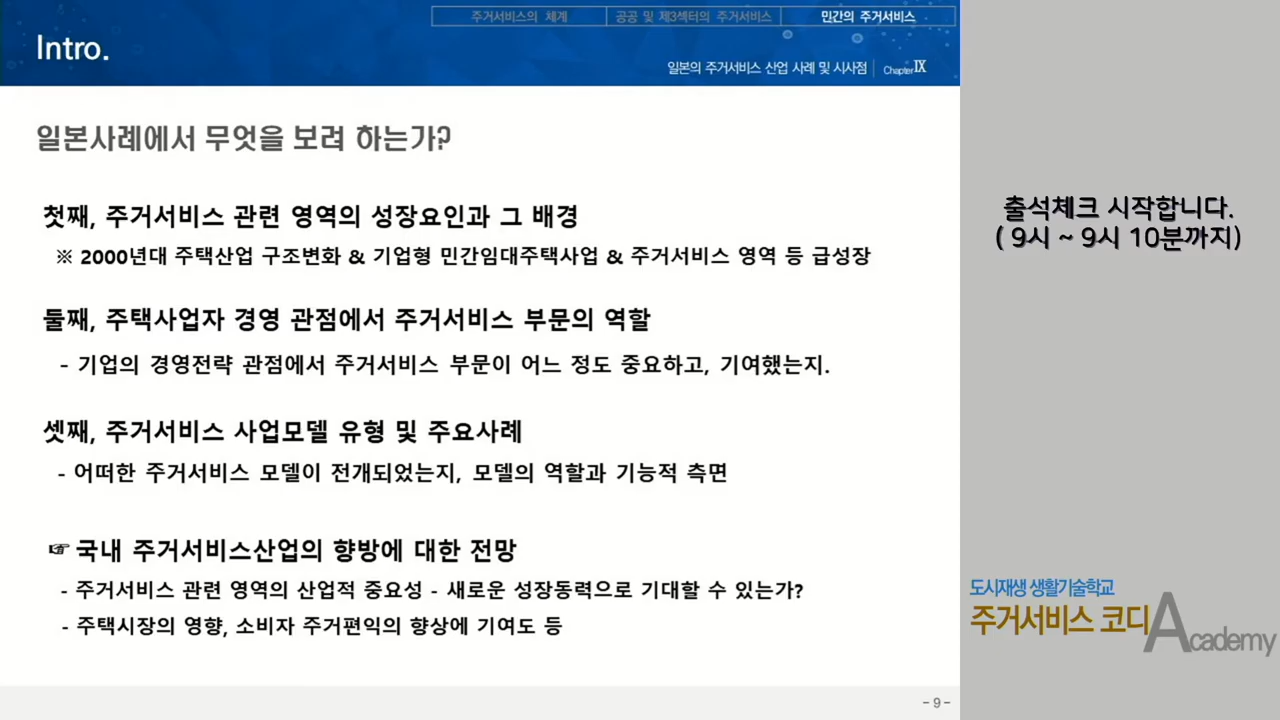 주거서비스의 체계
공공 및 제3섹터의 주거서비스
민간의 주거서비스
Intro.
일본의 주거서비스 산업 사례 및 시사점 Chapter Ⅸ
일본사례에서 무엇을 보려 하는가?
첫째, 주거서비스 관련 영역의 성장요인과 그 배경
※ 2000년대 주택산업 구조변화 & 기업형 민간임대주택사업 & 주거서비스 영역 등 급성장
둘째, 주택사업자 경영 관점에서 주거서비스 부문의 역할
- 기업의 경영전략 관점에서 주거서비스 부문이 어느 정도 중요하고, 기여했는지.
셋째, 주거서비스 사업모델 유형 및 주요사례
- 어떠한 주거서비스 모델이 전개되었는지, 모델의 역할과 기능적 측면
☞ 국내 주거서비스산업의 향방에 대한 전망
- 주거서비스 관련 영역의 산업적 중요성 - 새로운 성장동력으로 기대할 수 있는가?
- 주택시장의 영향, 소비자 주거편익의 향상에 기여도 등
- 9 -
출석체크 시작합니다.
( 9시 ~ 9시 10분까지)
도시재생 생활기술학교
주거서비스 코디 Academy